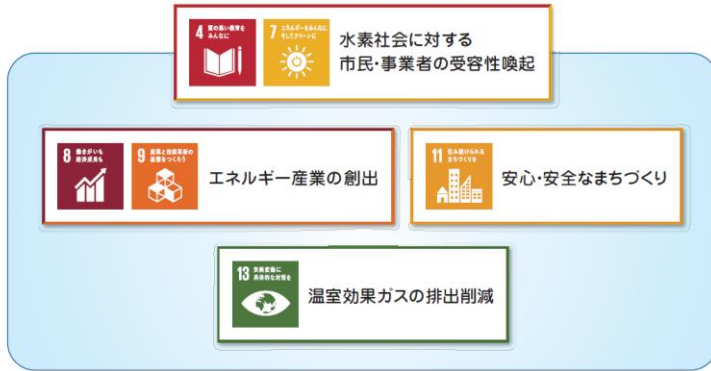 4 質の高い教育を
みんなに
7 エネルギーをみんなに
そしてクリーンに
水素社会に対する
市民・事業者の受容性喚起
8 働きがいも
経済成長も
9 産業と技術革新の
基盤をつくろう
エネルギー産業の創出
11 住み続けられる
まちづくりを
安心・安全なまちづくり
13 気候変動に
具体的な対策を
温室効果ガスの排出削減